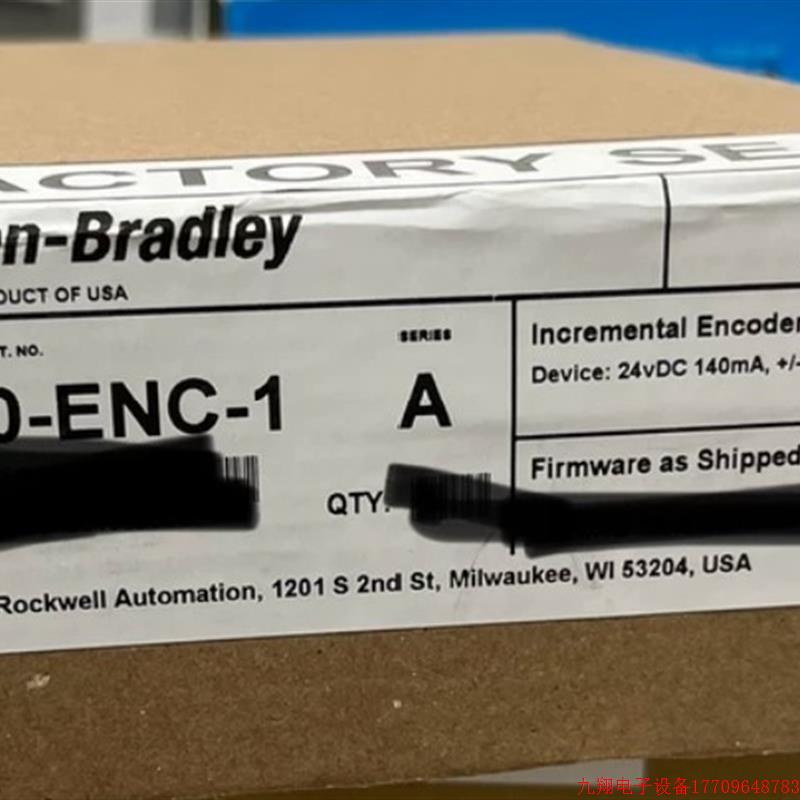 ACTORY SE
en-Bradley
DUCT OF USA
T. NO.
SERIES
0-ENC-1
A
Incremental Encoder
Device: 24vDC 140mA, +/-
Firmware as Shipped
QTY.
Rockwell Automation, 1201 S 2nd St, Milwaukee, WI 53204, USA
九翔电子设备17709648783